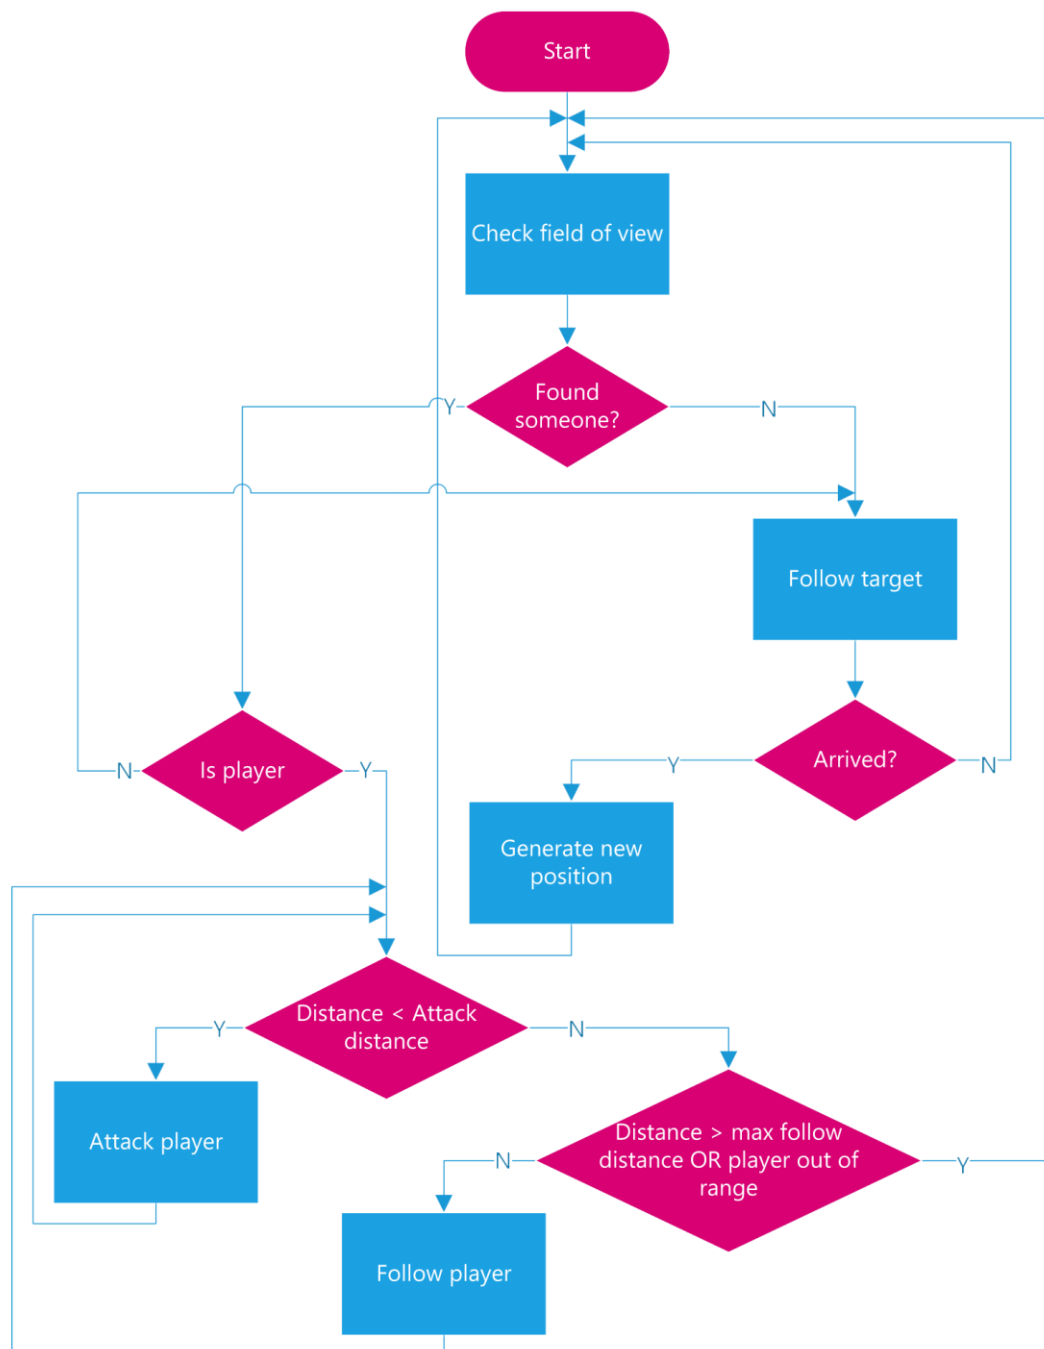 Start
Check field of view
Found
someone?
Y
N
Follow target
Is player
N
Y
Arrived?
Y
N
Generate new
position
Distance < Attack
distance
Y
N
Attack player
Distance > max follow
distance OR player out of
range
N
Y
Follow player